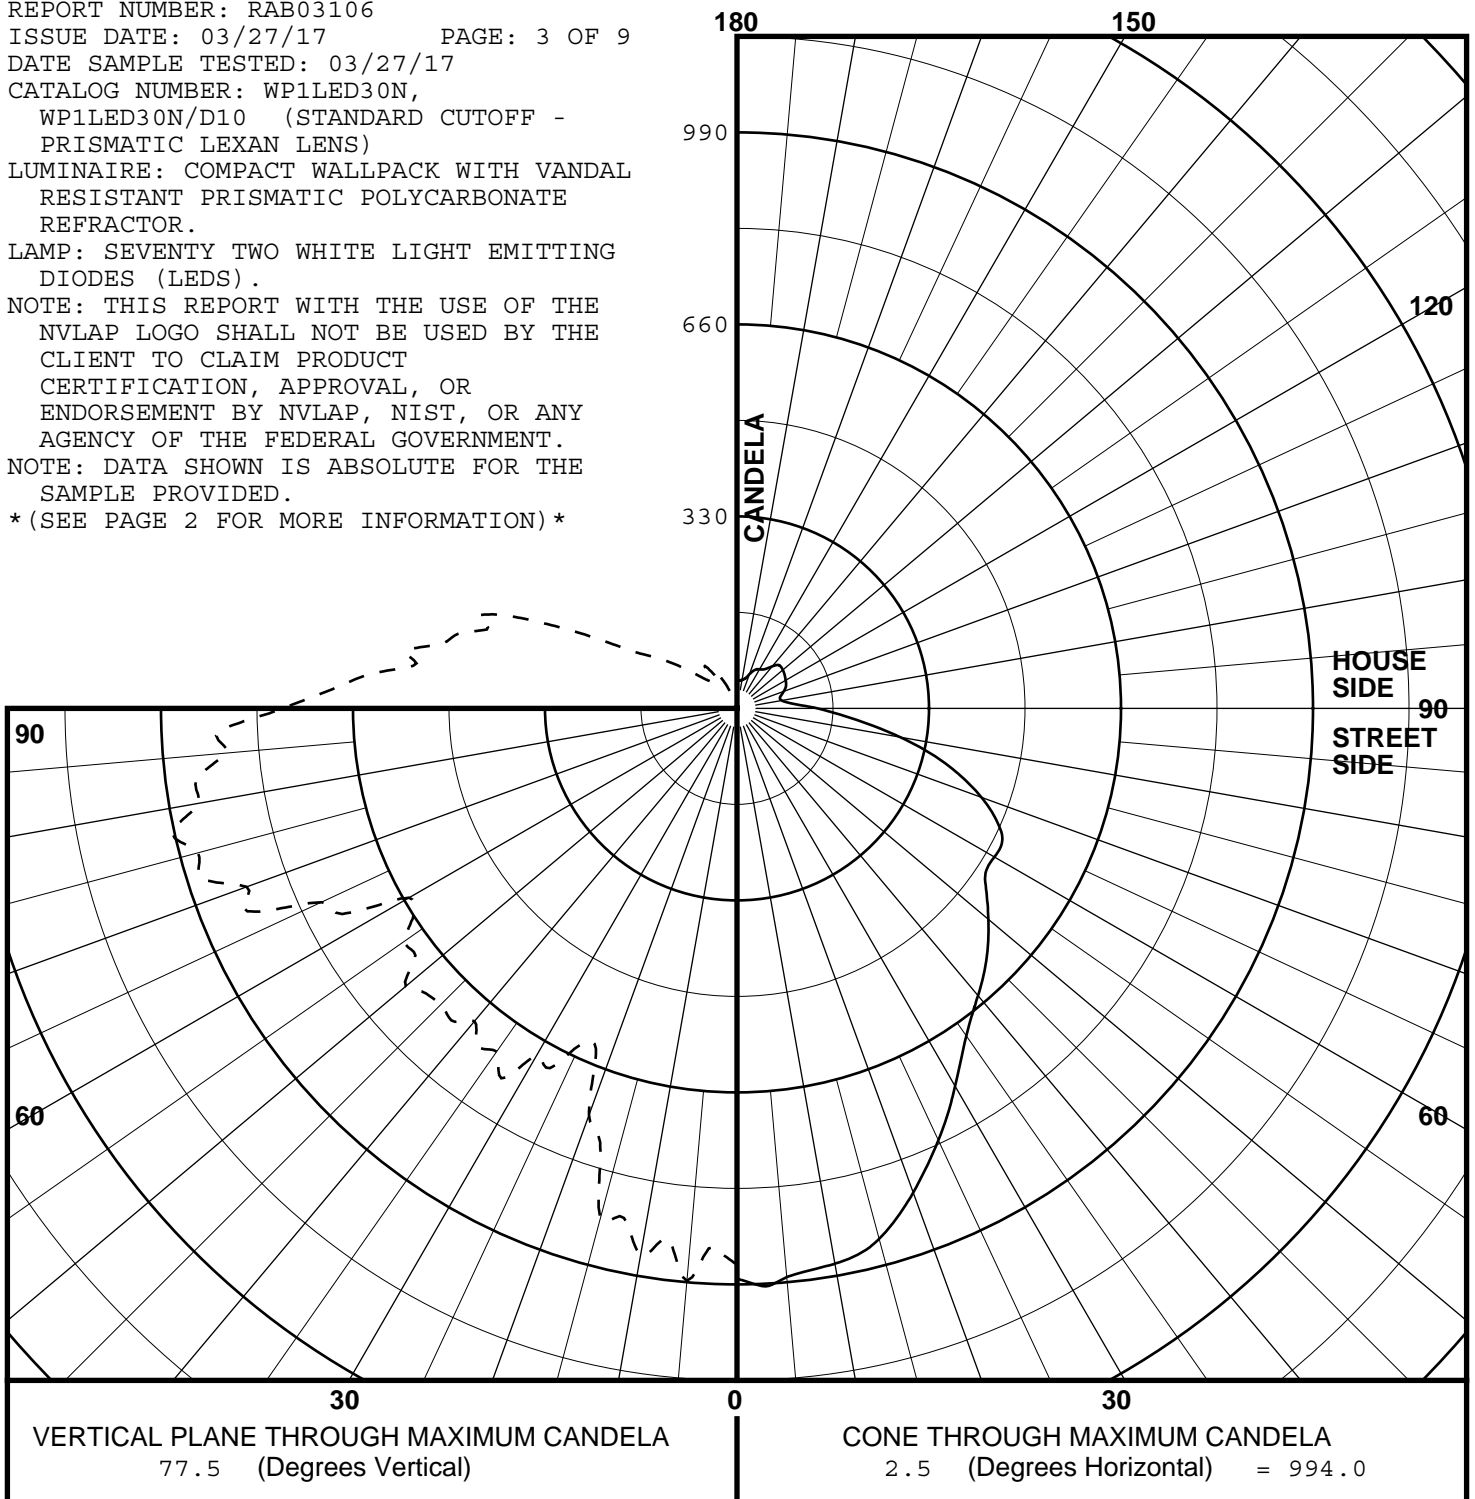 REPORT NUMBER: RAB03106
ISSUE DATE: 03/27/17 PAGE: 3 OF 9
DATE SAMPLE TESTED: 03/27/17
CATALOG NUMBER: WP1LED30N,
WP1LED30N/D10 (STANDARD CUTOFF -
PRISMATIC LEXAN LENS)
LUMINAIRE: COMPACT WALLPACK WITH VANDAL
RESISTANT PRISMATIC POLYCARBONATE
REFRACTOR.
LAMP: SEVENTY TWO WHITE LIGHT EMITTING
DIODES (LEDS).
NOTE: THIS REPORT WITH THE USE OF THE
NVLAP LOGO SHALL NOT BE USED BY THE
CLIENT TO CLAIM PRODUCT
CERTIFICATION, APPROVAL, OR
ENDORSEMENT BY NVLAP, NIST, OR ANY
AGENCY OF THE FEDERAL GOVERNMENT.
NOTE: DATA SHOWN IS ABSOLUTE FOR THE
SAMPLE PROVIDED.
*(SEE PAGE 2 FOR MORE INFORMATION)*
180
150
990
120
660
CANDELA
330
HOUSE
SIDE
90
90
STREET
SIDE
60
60
30
0
30
VERTICAL PLANE THROUGH MAXIMUM CANDELA
77.5 (Degrees Vertical)
CONE THROUGH MAXIMUM CANDELA
2.5 (Degrees Horizontal) = 994.0